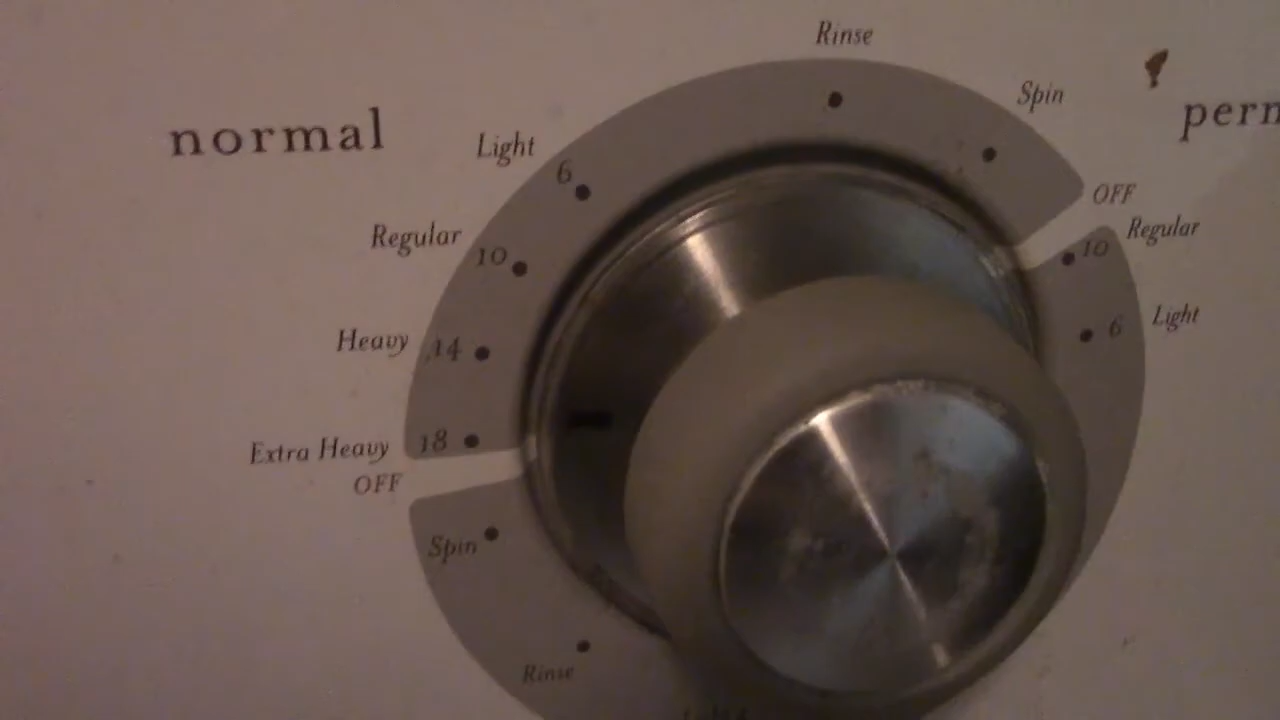 Rinse
Spin
normal
perm
Light
6
OFF
Regular
10
Regular
10
Heavy
14
Light
6
Extra Heavy
18
OFF
Spin
Rinse